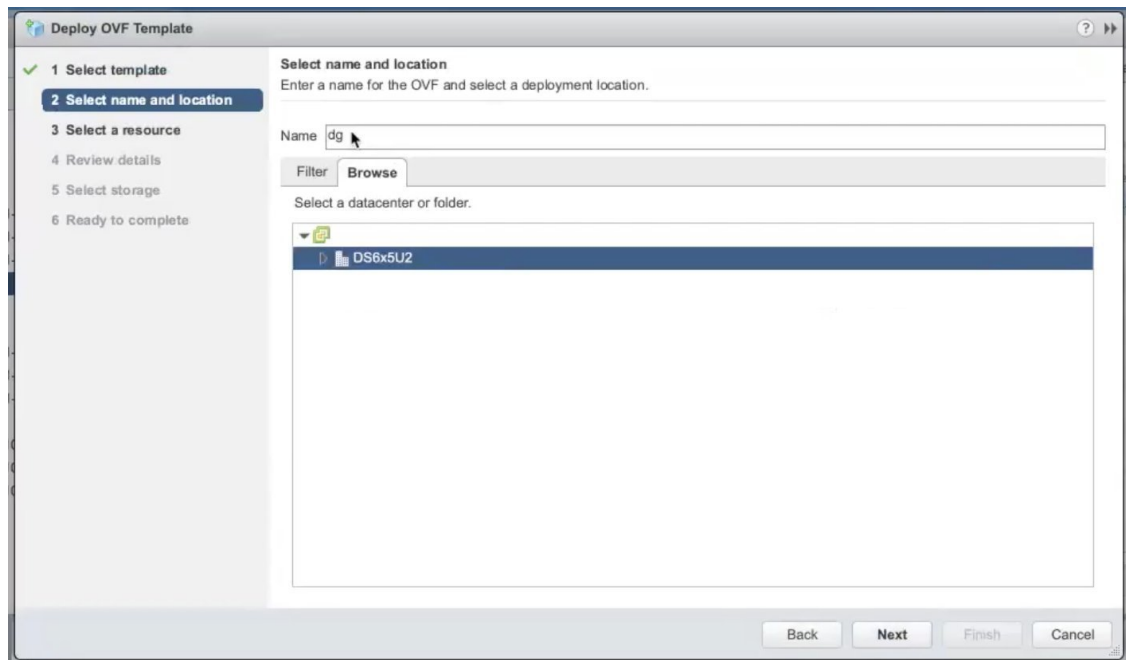 Deploy OVF Template
1 Select template
2 Select name and location
3 Select a resource
4 Review details
5 Select storage
6 Ready to complete
Select name and location
Enter a name for the OVF and select a deployment location.
Name dg
Filter Browse
Select a datacenter or folder.
DS6x5U2
Back Next Finish Cancel